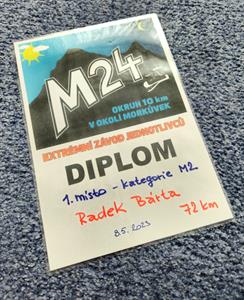 M24
OKRUH 10 km
V OKOLÍ MORKŮVEK
EXTRÉMNÍ ZÁVOD JEDNOTLIVCŮ
DIPLOM
1. místo - kategorie M2
Radek Bárta
72 km
8.5. 2023